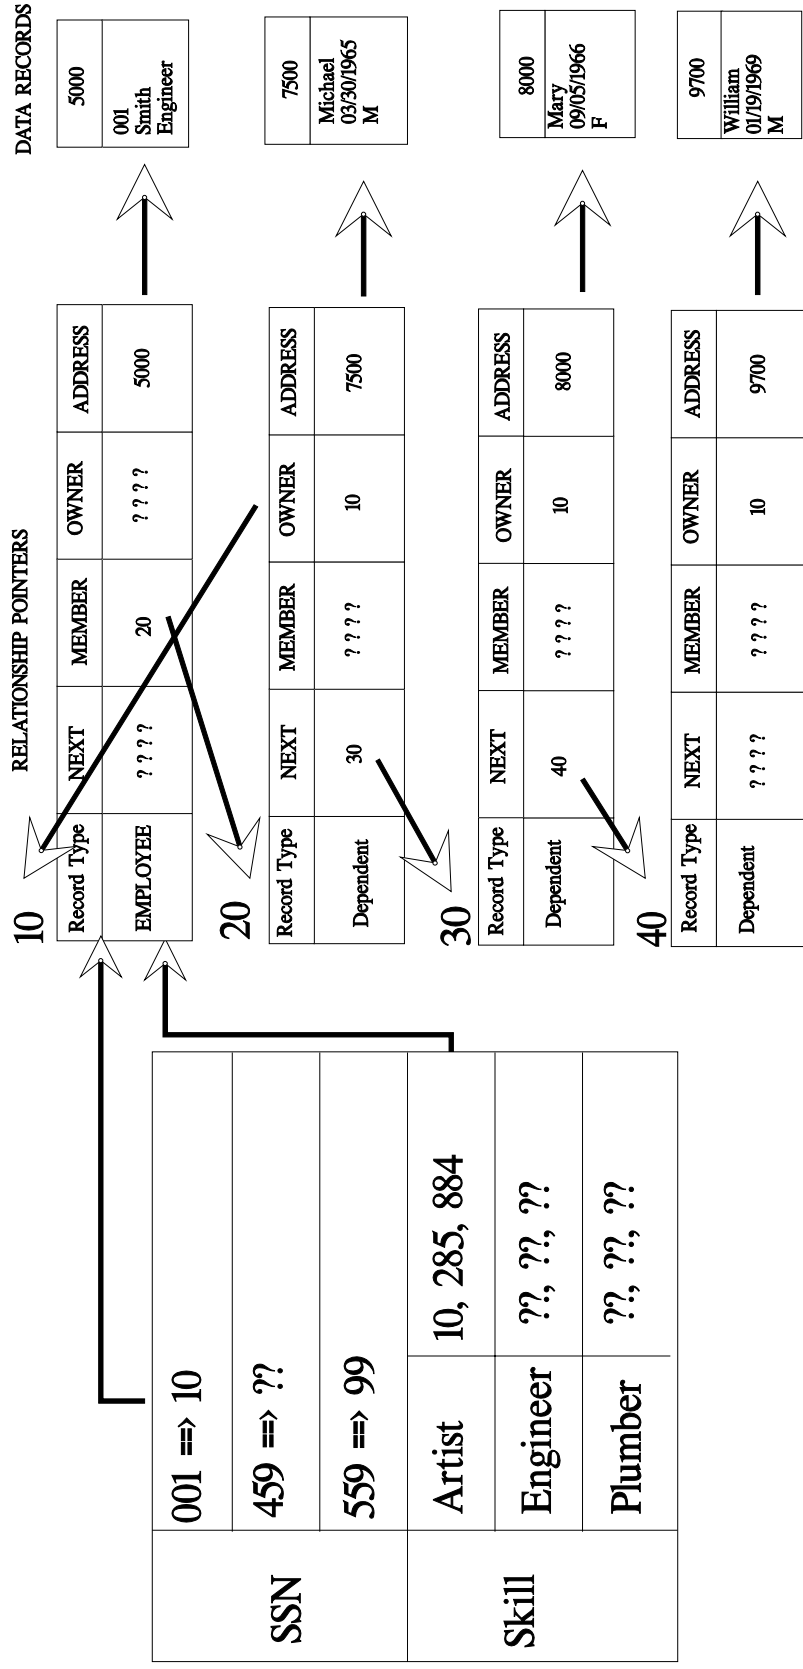 RELATIONSHIP POINTERS
DATA RECORDS
SSN
001 ==> 10
459 ==> ??
559 ==> 99
Skill
Artist 10, 285, 884
Engineer ??, ??, ??
Plumber ??, ??, ??
10
Record Type NEXT MEMBER OWNER ADDRESS
EMPLOYEE ? ? ? ? 20 ? ? ? ? 5000
5000
001
Smith
Engineer
20
Record Type NEXT MEMBER OWNER ADDRESS
Dependent 30 ? ? ? ? 10 7500
7500
Michael
03/30/1965
M
30
Record Type NEXT MEMBER OWNER ADDRESS
Dependent 40 ? ? ? ? 10 8000
8000
Mary
09/05/1966
F
40
Record Type NEXT MEMBER OWNER ADDRESS
Dependent ? ? ? ? ? ? ? ? 10 9700
9700
William
01/19/1969
M